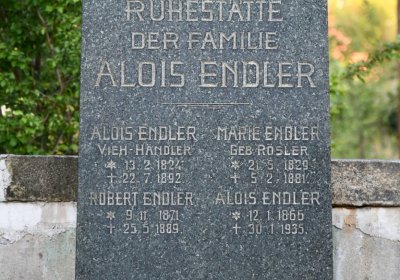 RUHESTÄTTE
DER FAMILIE
ALOIS ENDLER
ALOIS ENDLER
VIEH-HÄNDLER
* 13. 2. 1824.
† 22. 7. 1892.
MARIE ENDLER
GEB. RÖSLER
* 21. 5. 1829.
† 5. 2. 1881.
ROBERT ENDLER
* 9. 11. 1871.
† 25. 5. 1889.
ALOIS ENDLER
* 12. 1. 1866
† 30. 1. 1935.